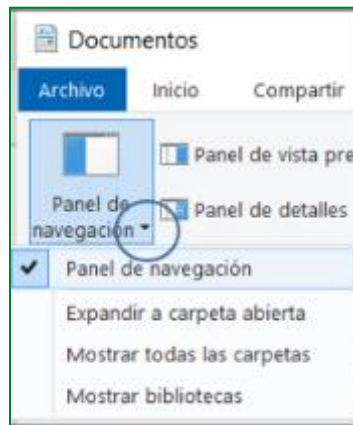 Documentos
Archivo Inicio Compartir
Panel de vista pre
Panel de
navegación
Panel de detalles
Panel de navegación
Expandir a carpeta abierta
Mostrar todas las carpetas
Mostrar bibliotecas